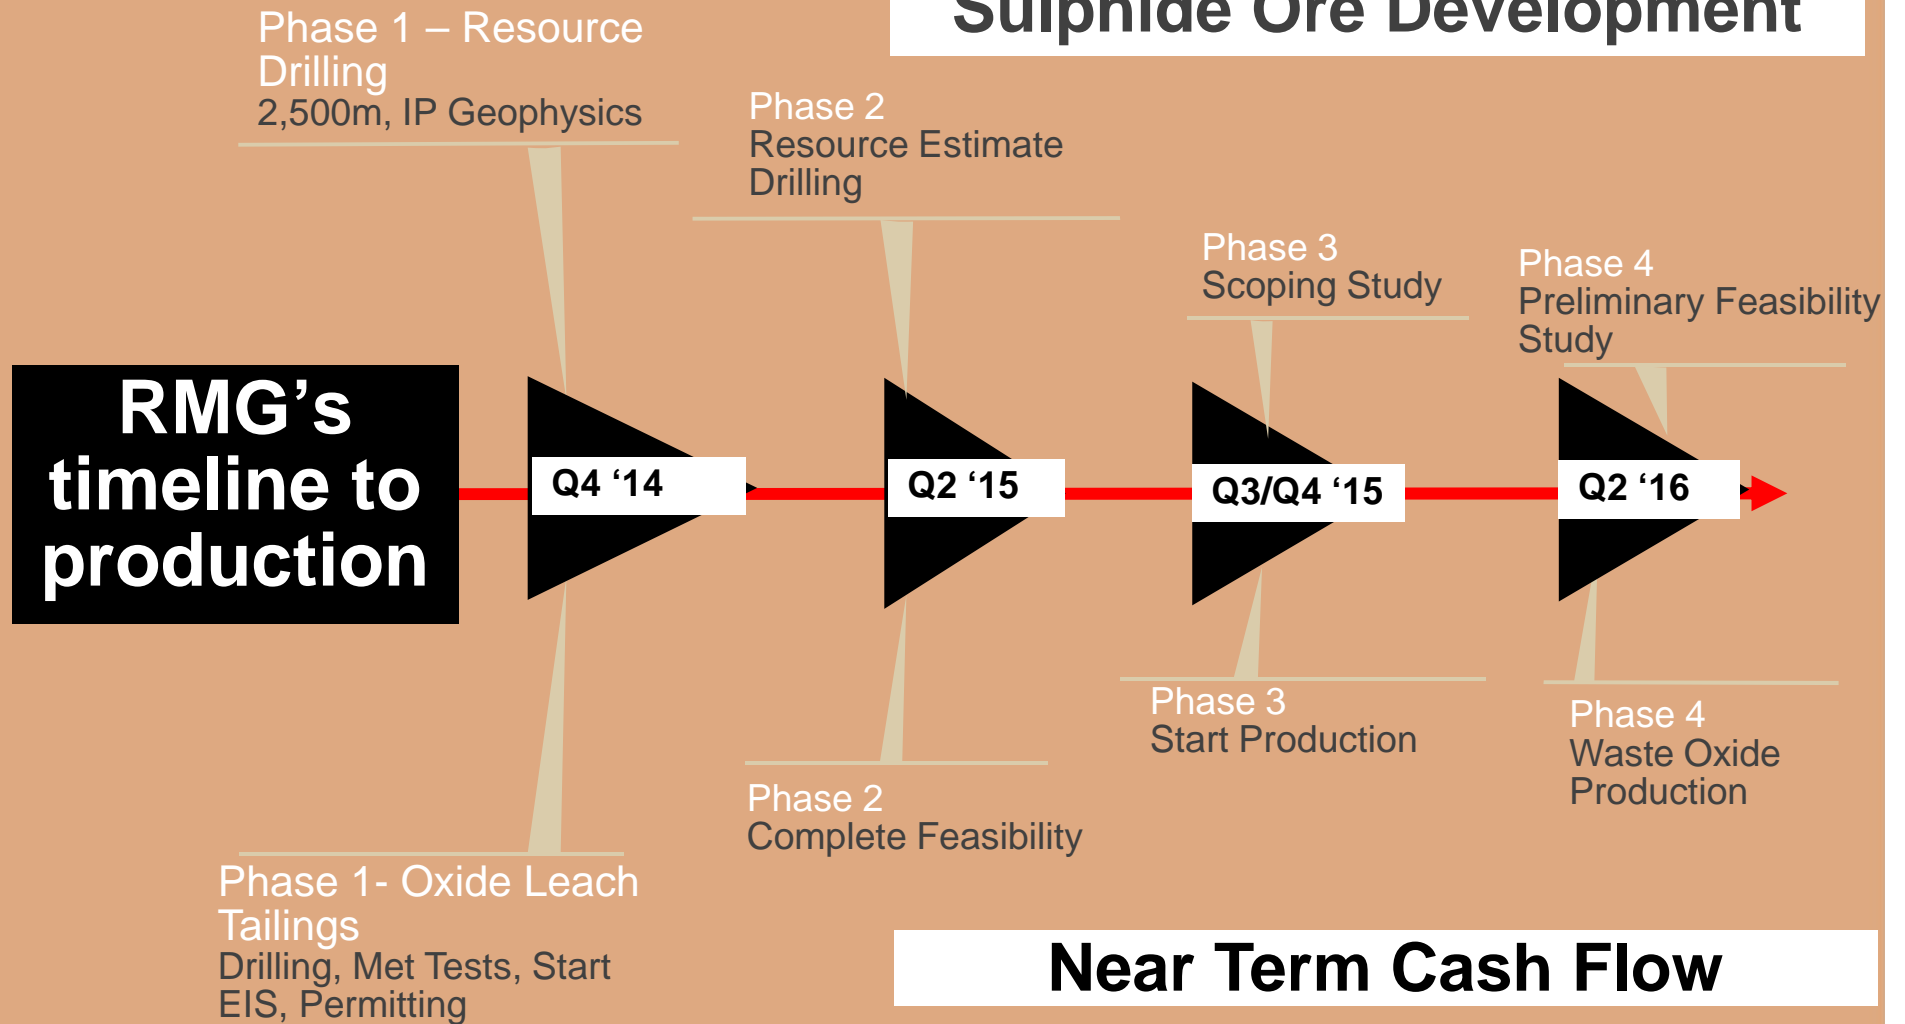 Sulphide Ore Development
Phase 1 – Resource
Drilling
2,500m, IP Geophysics
Phase 2
Resource Estimate
Drilling
Phase 3
Scoping Study
Phase 4
Preliminary Feasibility
Study
RMG’s
timeline to
production
Q4 ‘14
Q2 ‘15
Q3/Q4 ‘15
Q2 ‘16
Phase 1- Oxide Leach
Tailings
Drilling, Met Tests, Start
EIS, Permitting
Phase 2
Complete Feasibility
Phase 3
Start Production
Phase 4
Waste Oxide
Production
Near Term Cash Flow